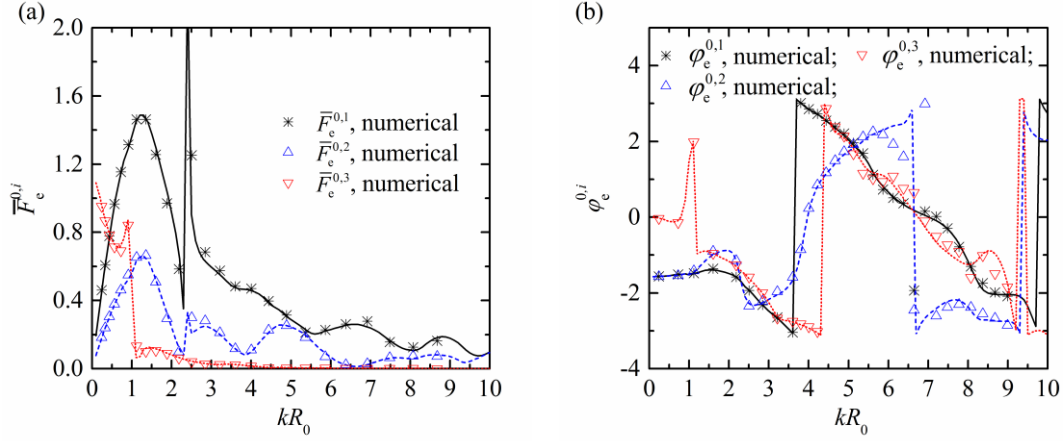 (a)
2.0
1.6
1.2
0.8
0.4
0.0
F̅ₑ⁰,ⁱ
F̅ₑ⁰,¹, numerical
F̅ₑ⁰,², numerical
F̅ₑ⁰,³, numerical
0 1 2 3 4 5 6 7 8 9 10
kR₀
(b)
4
2
0
-2
-4
φₑ⁰.ⁱ
φₑ⁰,¹, numerical; φₑ⁰,³, numerical;
φₑ⁰,², numerical;
0 1 2 3 4 5 6 7 8 9 10
kR₀